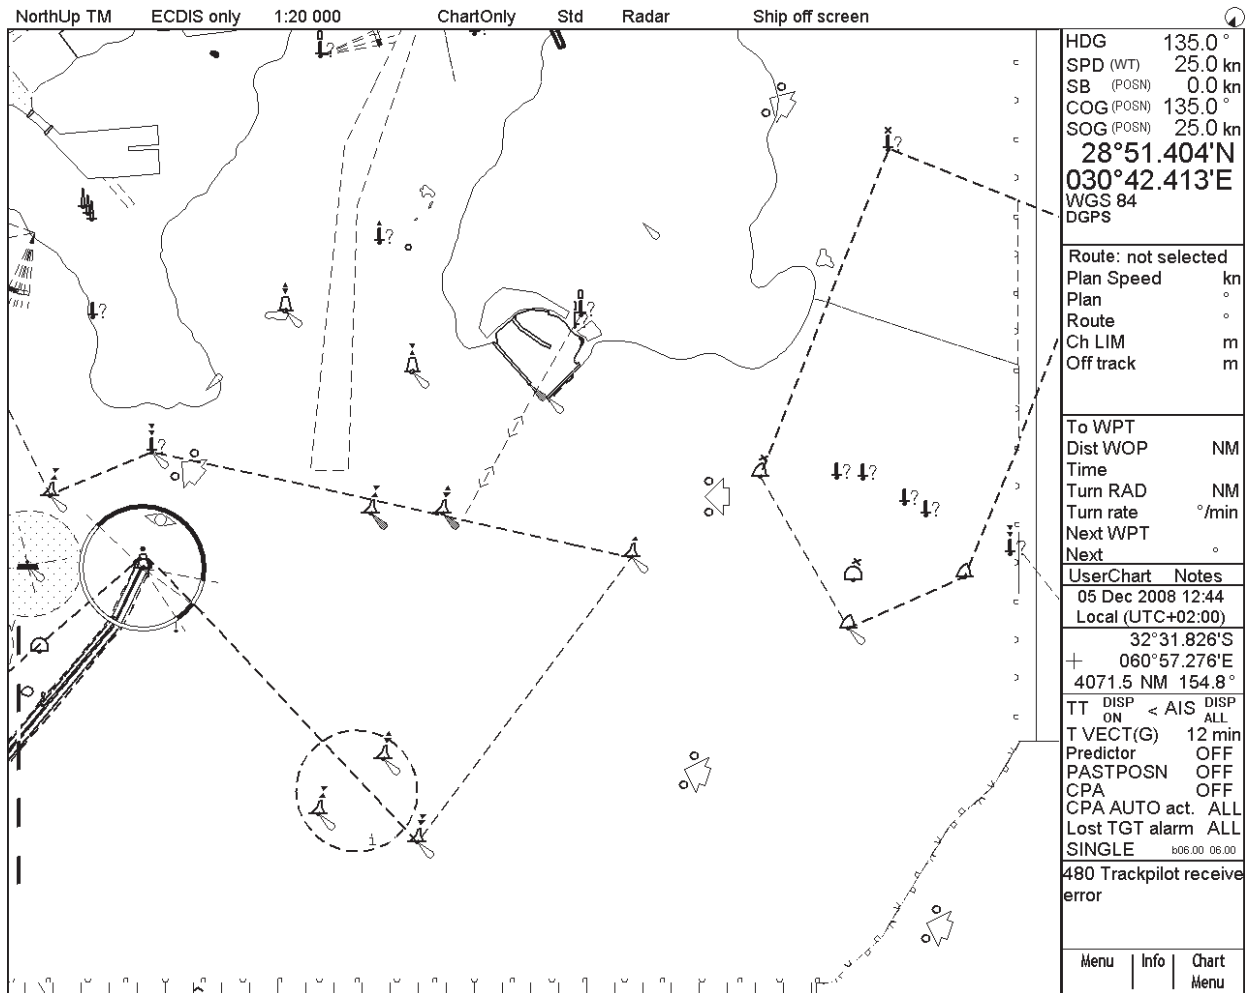 NorthUp TM ECDIS only 1:20 000 ChartOnly Std Radar Ship off screen
HDG 135.0 °
SPD (WT) 25.0 kn
SB (POSN) 0.0 kn
COG (POSN) 135.0 °
SOG (POSN) 25.0 kn
28°51.404'N
030°42.413'E
WGS 84
DGPS
Route: not selected
Plan Speed kn
Plan °
Route °
Ch LIM m
Off track m
To WPT
Dist WOP NM
Time
Turn RAD NM
Turn rate °/min
Next WPT
Next °
UserChart Notes
05 Dec 2008 12:44
Local (UTC+02:00)
32°31.826'S
060°57.276'E
4071.5 NM 154.8°
TT DISP ON < AIS DISP ALL
T VECT(G) 12 min
Predictor OFF
PASTPOSN OFF
CPA OFF
CPA AUTO act. ALL
Lost TGT alarm ALL
SINGLE b06.00 06.00
480 Trackpilot receive
error
Menu Info Chart
Menu